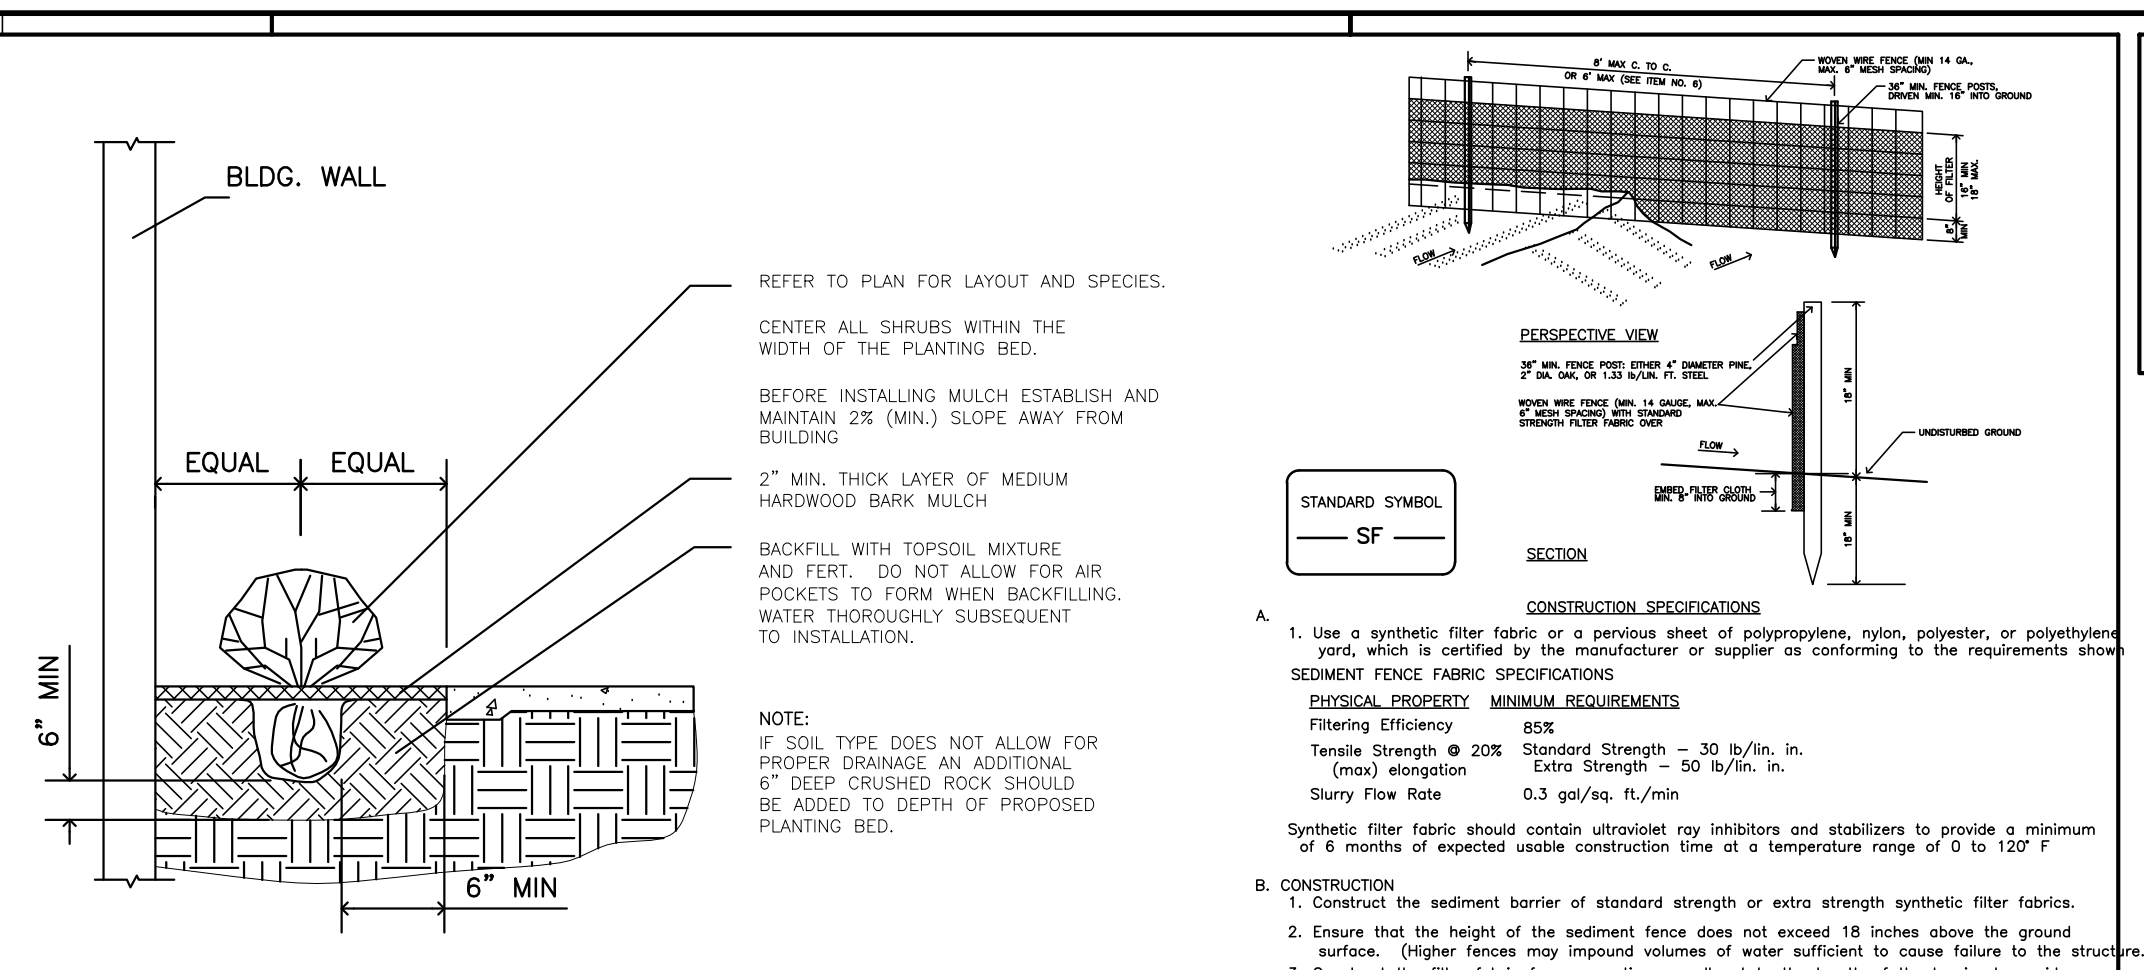 BLDG. WALL
EQUAL
EQUAL
6" MIN
6" MIN
REFER TO PLAN FOR LAYOUT AND SPECIES.
CENTER ALL SHRUBS WITHIN THE
WIDTH OF THE PLANTING BED.
BEFORE INSTALLING MULCH ESTABLISH AND
MAINTAIN 2% (MIN.) SLOPE AWAY FROM
BUILDING
2" MIN. THICK LAYER OF MEDIUM
HARDWOOD BARK MULCH
BACKFILL WITH TOPSOIL MIXTURE
AND FERT. DO NOT ALLOW FOR AIR
POCKETS TO FORM WHEN BACKFILLING.
WATER THOROUGHLY SUBSEQUENT
TO INSTALLATION.
NOTE:
IF SOIL TYPE DOES NOT ALLOW FOR
PROPER DRAINAGE AN ADDITIONAL
6" DEEP CRUSHED ROCK SHOULD
BE ADDED TO DEPTH OF PROPOSED
PLANTING BED.
8' MAX C. TO C.
OR 6' MAX (SEE ITEM NO. 6)
WOVEN WIRE FENCE (MIN 14 GA.,
MAX. 6" MESH SPACING)
36" MIN. FENCE POSTS,
DRIVEN MIN. 16" INTO GROUND
HEIGHT
OF FILTER
16" MIN
18" MAX.
8"
MIN
FLOW
FLOW
PERSPECTIVE VIEW
36" MIN. FENCE POST: EITHER 4" DIAMETER PINE,
2" DIA. OAK, OR 1.33 lb/LIN. FT. STEEL
WOVEN WIRE FENCE (MIN. 14 GAUGE, MAX.
6" MESH SPACING) WITH STANDARD
STRENGTH FILTER FABRIC OVER
FLOW
18" MIN
UNDISTURBED GROUND
EMBED FILTER CLOTH
MIN. 8" INTO GROUND
18" MIN
STANDARD SYMBOL
SF
SECTION
CONSTRUCTION SPECIFICATIONS
A.
1. Use a synthetic filter fabric or a pervious sheet of polypropylene, nylon, polyester, or polyethylene
yard, which is certified by the manufacturer or supplier as conforming to the requirements shown
SEDIMENT FENCE FABRIC SPECIFICATIONS
PHYSICAL PROPERTY MINIMUM REQUIREMENTS
Filtering Efficiency 85%
Tensile Strength @ 20% Standard Strength – 30 lb/lin. in.
(max) elongation Extra Strength – 50 lb/lin. in.
Slurry Flow Rate 0.3 gal/sq. ft./min
Synthetic filter fabric should contain ultraviolet ray inhibitors and stabilizers to provide a minimum
of 6 months of expected usable construction time at a temperature range of 0 to 120° F
B. CONSTRUCTION
1. Construct the sediment barrier of standard strength or extra strength synthetic filter fabrics.
2. Ensure that the height of the sediment fence does not exceed 18 inches above the ground
surface. (Higher fences may impound volumes of water sufficient to cause failure to the structure.